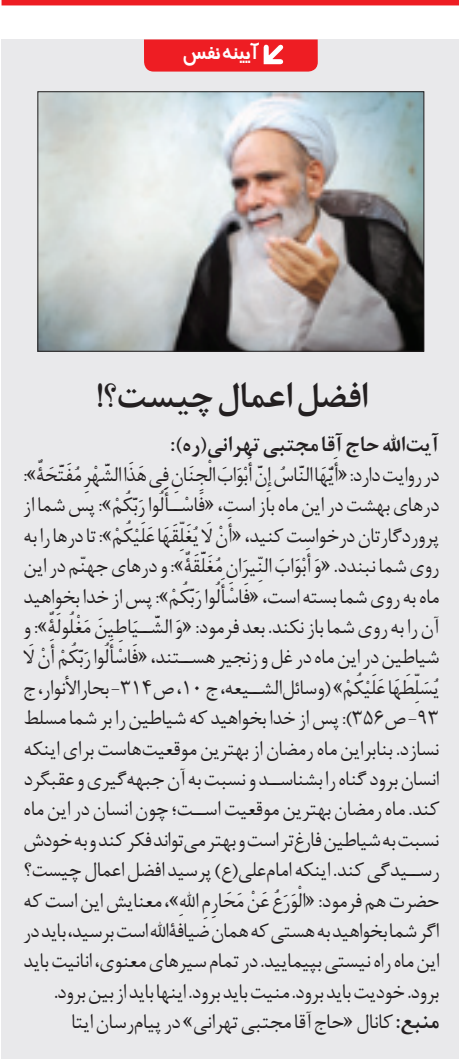 آیینه نفس
افضل اعمال چیست؟!
آیت‌الله حاج آقا مجتبی تهرانی(ره):
در روایت دارد: «أَیُّهَا النّاسُ إِنّ أَبْوَابَ الْجِنَانِ فِی هَذَا الشّهْرِ مُفَتّحَةٌ»:
درهای بهشت در این ماه باز است، «فَاسْأَلُوا رَبّکُمْ»: پس شما از
پروردگارتان درخواست کنید، «أَنْ لَا یُغَلّقَهَا عَلَیْکُمْ»: تا درها را به
روی شما نبندد. «وَ أَبْوَابَ النِّیرَانِ مُغَلّقَةٌ»: و درهای جهنّم در این
ماه به روی شما بسته است، «فَاسْأَلُوا رَبّکُمْ»: پس از خدا بخواهید
آن را به روی شما باز نکند. بعد فرمود: «وَ الشّیَاطِینَ مَغْلُولَةٌ»: و
شیاطین در این ماه در غل و زنجیر هستند، «فَاسْأَلُوا رَبّکُمْ أَنْ لَا
یُسَلّطَهَا عَلَیْکُمْ» (وسائل‌الشیعه، ج ۱۰، ص۳۱۴- بحارالأنوار، ج
۹۳- ص۳۵۶): پس از خدا بخواهید که شیاطین را بر شما مسلط
نسازد. بنابراین ماه رمضان از بهترین موقعیت‌هاست برای اینکه
انسان برود گناه را بشناسد و نسبت به آن جبهه‌گیری و عقبگرد
کند. ماه رمضان بهترین موقعیت است؛ چون انسان در این ماه
نسبت به شیاطین فارغ‌تر است و بهتر می‌تواند فکر کند و به خودش
رسیدگی کند. اینکه امام‌علی(ع) پرسید افضل اعمال چیست؟
حضرت هم فرمود: «الْوَرَعُ عَنْ مَحَارِمِ اللهِ»، معنایش این است که
اگر شما بخواهید به هستی که همان ضیافةالله است برسید، باید در
این ماه راه نیستی بپیمایید. در تمام سیرهای معنوی، انانیت باید
برود. خودیت باید برود. منیت باید برود. اینها باید از بین برود.
منبع: کانال «حاج آقا مجتبی تهرانی» در پیام‌رسان ایتا